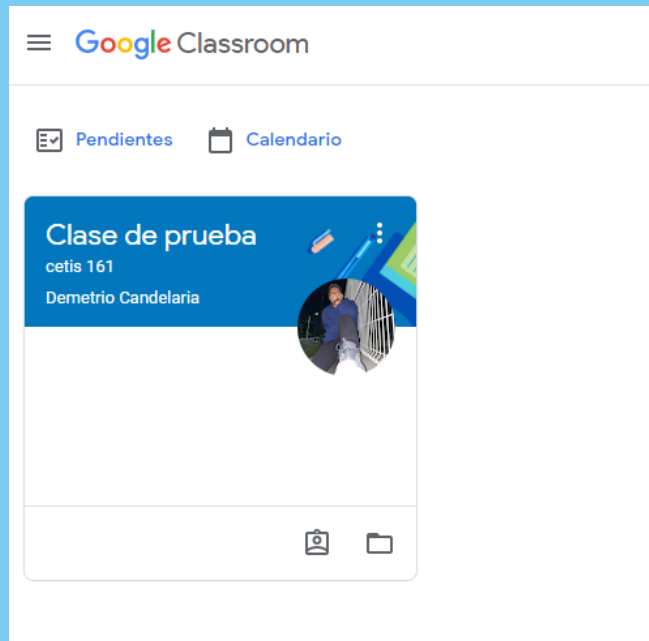 Google Classroom
Pendientes Calendario
Clase de prueba
cetis 161
Demetrio Candelaria